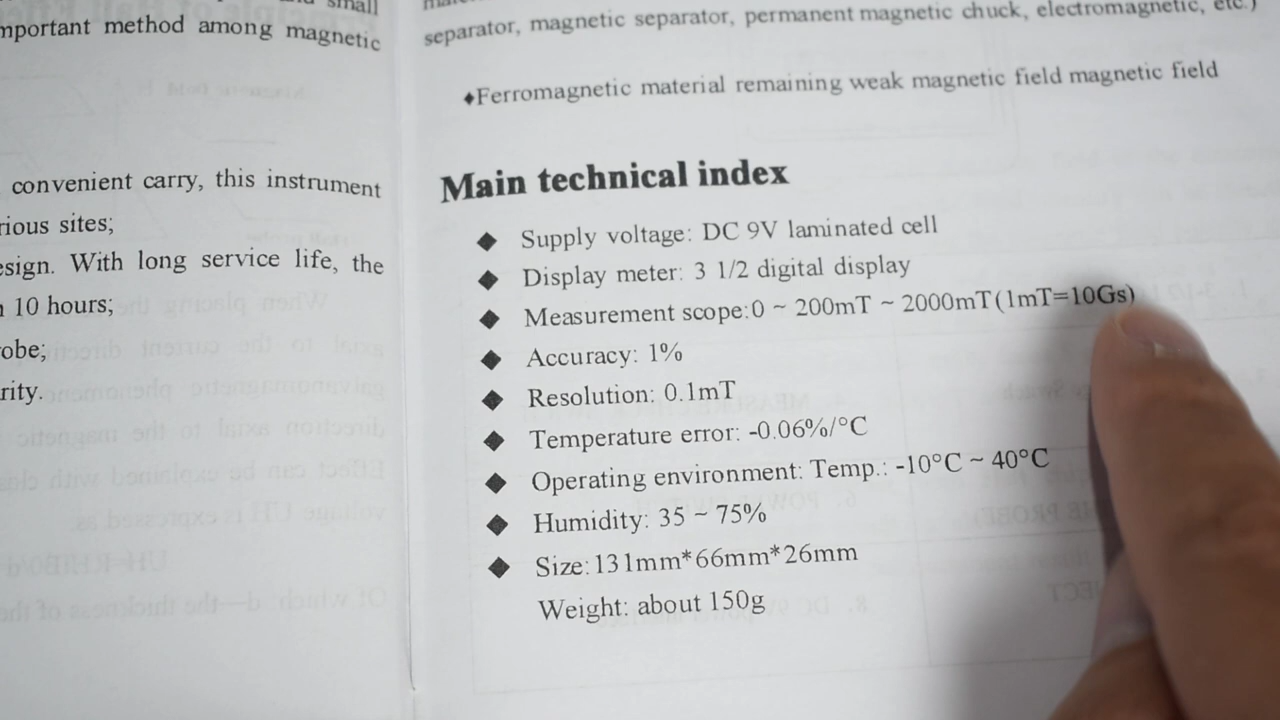 small
mportant method among magnetic
convenient carry, this instrument
rious sites;
esign. With long service life, the
10 hours;
obe;
rity.
separator, magnetic separator, permanent magnetic chuck, electromagnetic, etc.)
♦Ferromagnetic material remaining weak magnetic field magnetic field
Main technical index
◆ Supply voltage: DC 9V laminated cell
◆ Display meter: 3 1/2 digital display
◆ Measurement scope:0 ~ 200mT ~ 2000mT(1mT=10Gs)
◆ Accuracy: 1%
◆ Resolution: 0.1mT
◆ Temperature error: -0.06%/°C
◆ Operating environment: Temp.: -10°C ~ 40°C
◆ Humidity: 35 ~ 75%
◆ Size:131mm*66mm*26mm
Weight: about 150g